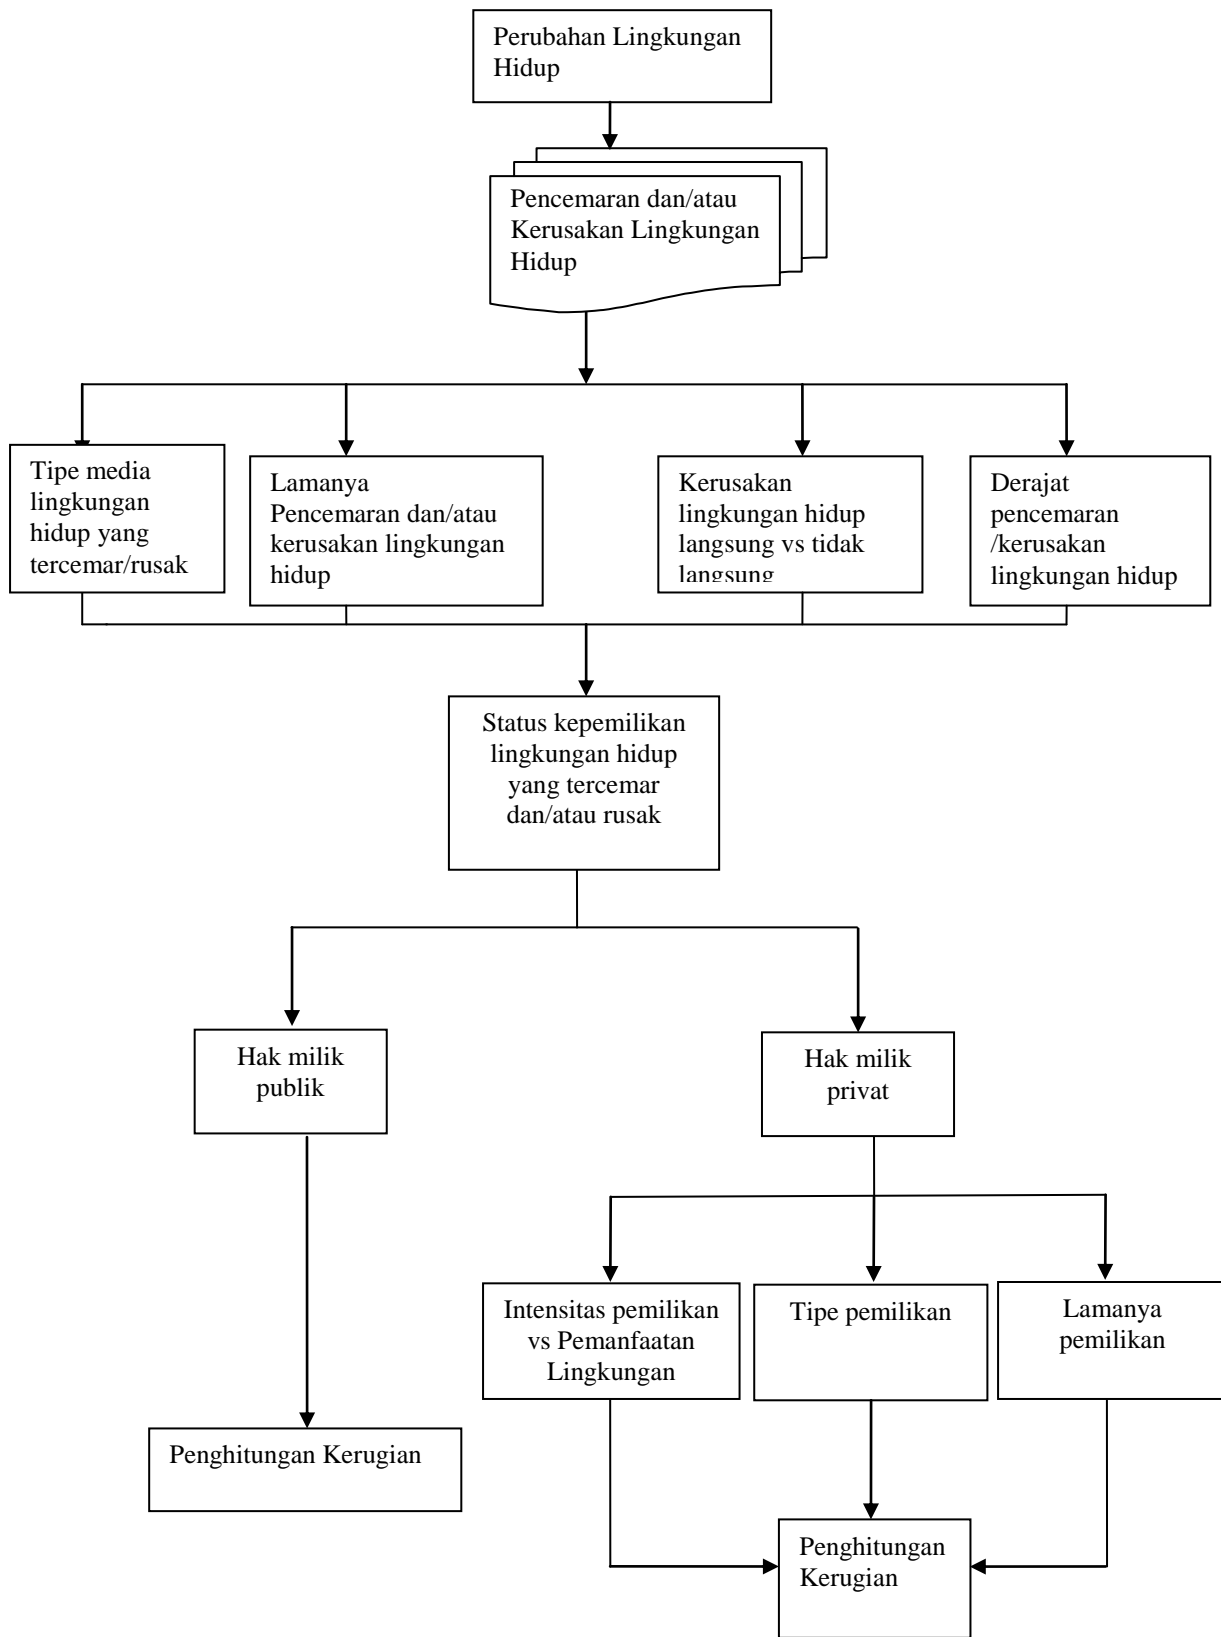 Perubahan Lingkungan
Hidup
Pencemaran dan/atau
Kerusakan Lingkungan
Hidup
Tipe media
lingkungan
hidup yang
tercemar/rusak
Lamanya
Pencemaran dan/atau
kerusakan lingkungan
hidup
Kerusakan
lingkungan hidup
langsung vs tidak
langsung
Derajat
pencemaran
/kerusakan
lingkungan hidup
Status kepemilikan
lingkungan hidup
yang tercemar
dan/atau rusak
Hak milik
publik
Hak milik
privat
Intensitas pemilikan
vs Pemanfaatan
Lingkungan
Tipe pemilikan
Lamanya
pemilikan
Penghitungan Kerugian
Penghitungan
Kerugian